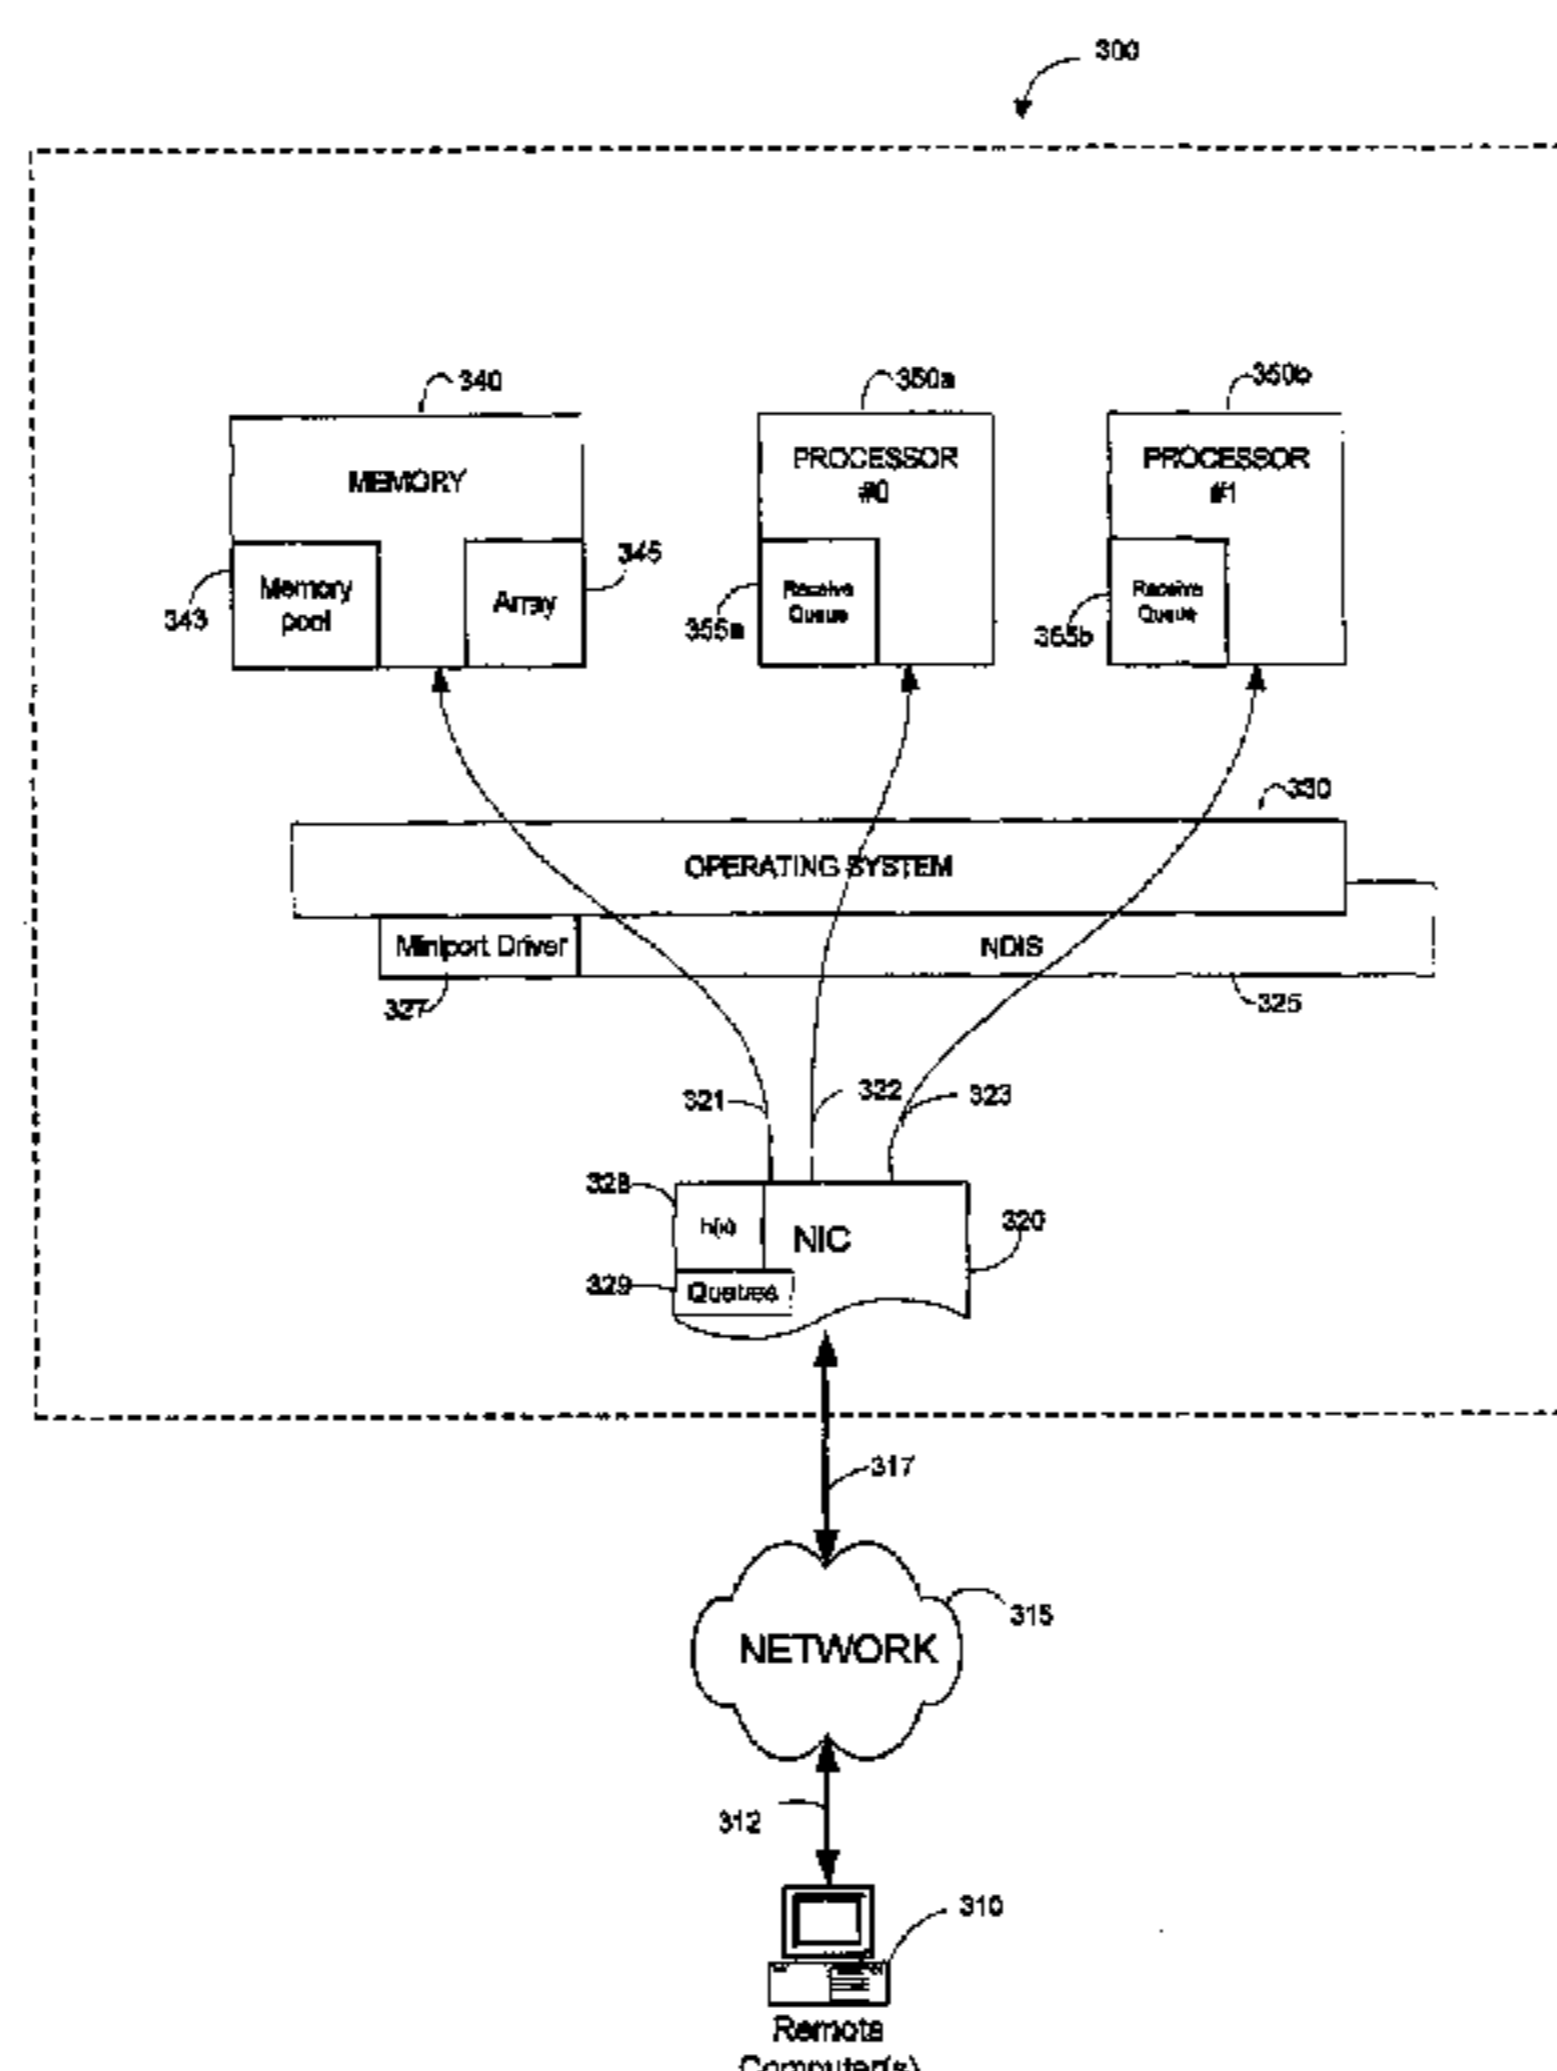 300
340
350a
350b
MEMORY
PROCESSOR
#0
PROCESSOR
#1
343
Memory
pool
Array
345
355a
Receive
Queue
355b
Receive
Queue
330
OPERATING SYSTEM
Miniport Driver
NDIS
327
325
321
322
323
328
h(x)
NIC
320
329
Queues
317
NETWORK
315
312
310
Remote
Computer(s)